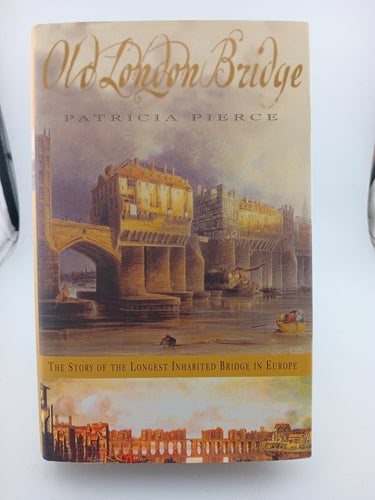 Old London Bridge
PATRICIA PIERCE
THE STORY OF THE LONGEST INHABITED BRIDGE IN EUROPE